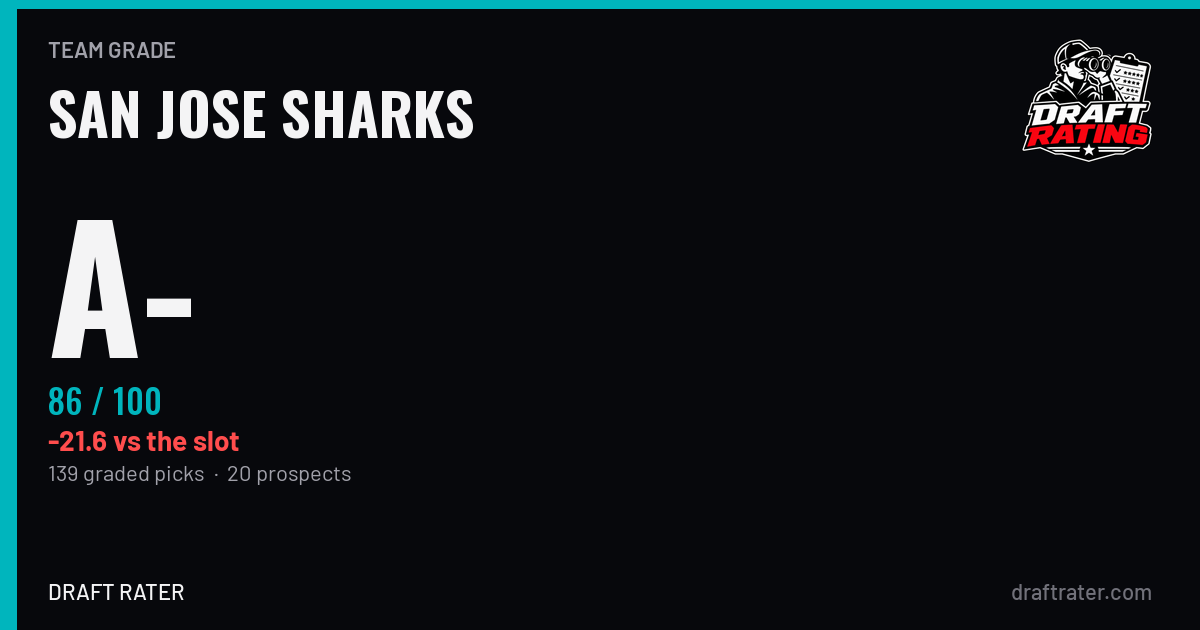 TEAM GRADE
SAN JOSE SHARKS
DRAFT
RATING
A-
86 / 100
-21.6 vs the slot
139 graded picks · 20 prospects
DRAFT RATER
draftrater.com